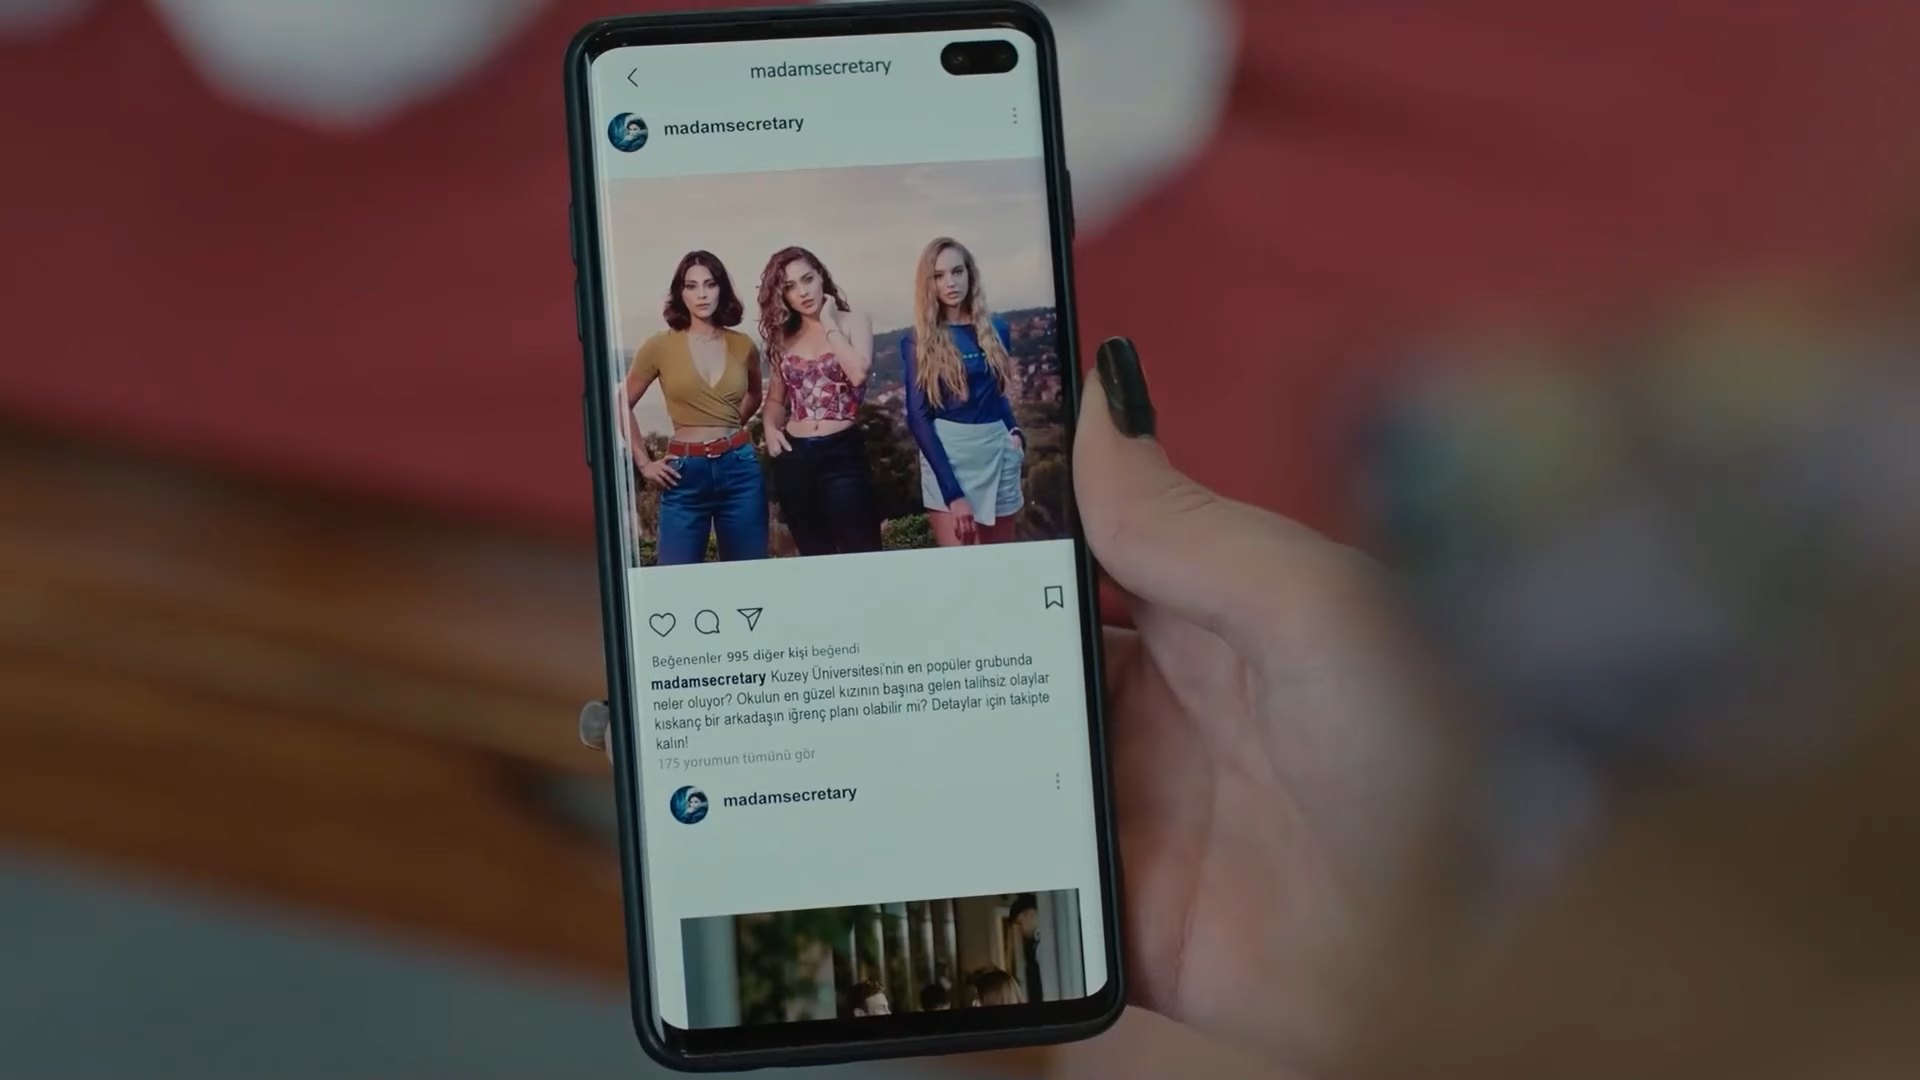 madamsecretary
madamsecretary
Beğenenler 995 diğer kişi beğendi
madamsecretary Kuzey Üniversitesi'nin en popüler grubunda
neler oluyor? Okulun en güzel kızının başına gelen talihsiz olaylar
kıskanç bir arkadaşın iğrenç planı olabilir mi? Detaylar için takipte
kalın!
175 yorumun tümünü gör
madamsecretary